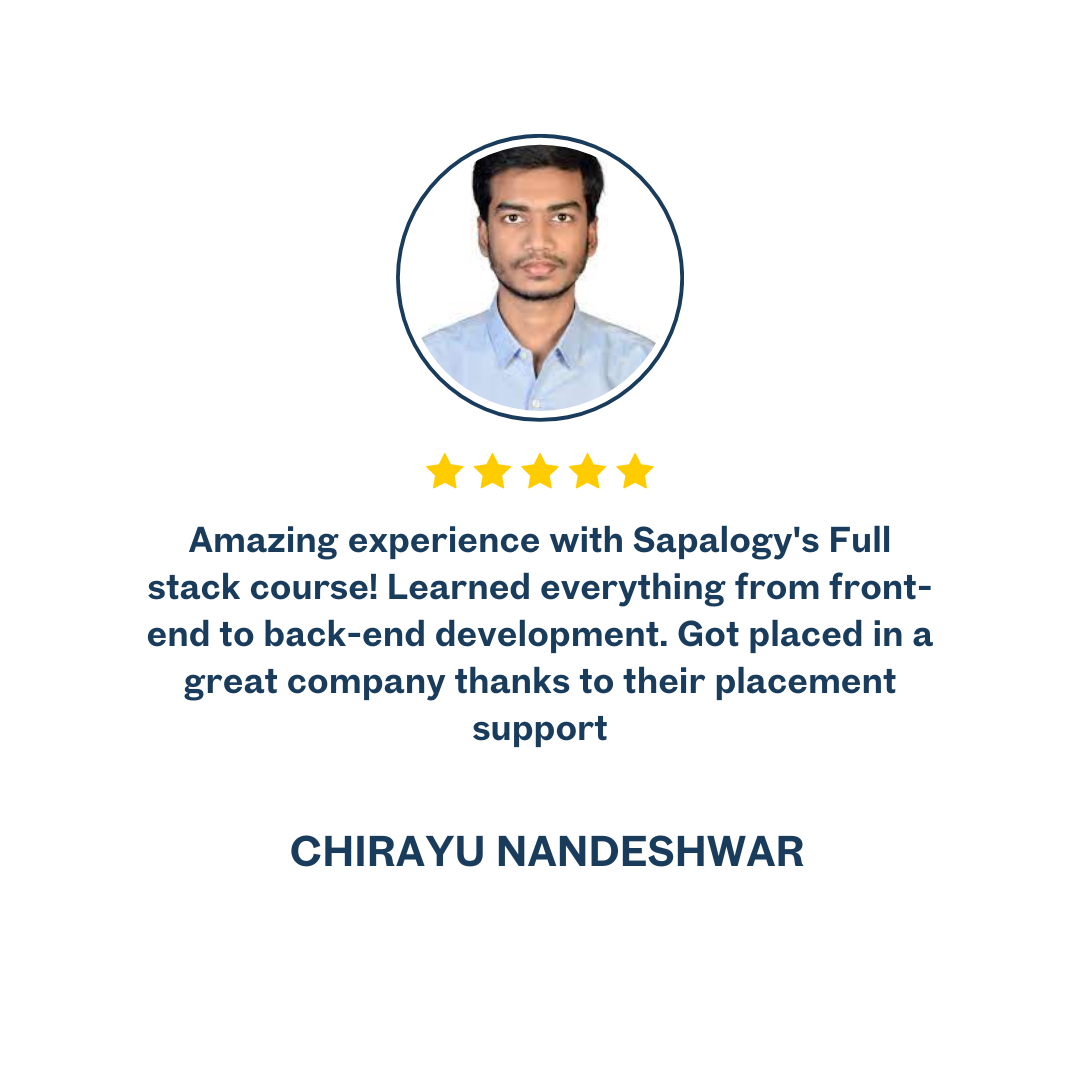 Amazing experience with Sapalogy's Full
stack course! Learned everything from front-
end to back-end development. Got placed in a
great company thanks to their placement
support
CHIRAYU NANDESHWAR